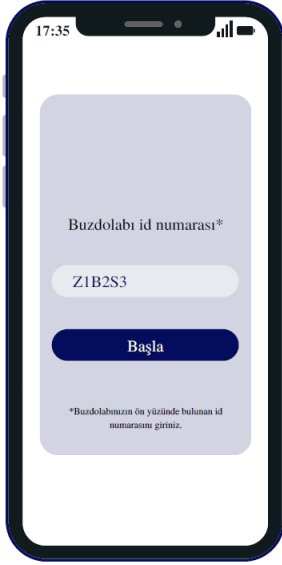 17:35
Buzdolabı id numarası*
Z1B2S3
Başla
*Buzdolabınızın ön yüzünde bulunan id
numarasını giriniz.